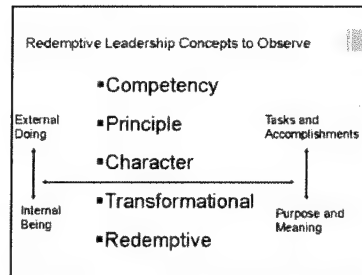 Redemptive Leadership Concepts to Observe
▪Competency
External
Doing
▪Principle
Tasks and
Accomplishments
▪Character
Internal
Being
▪Transformational
Purpose and
Meaning
▪Redemptive